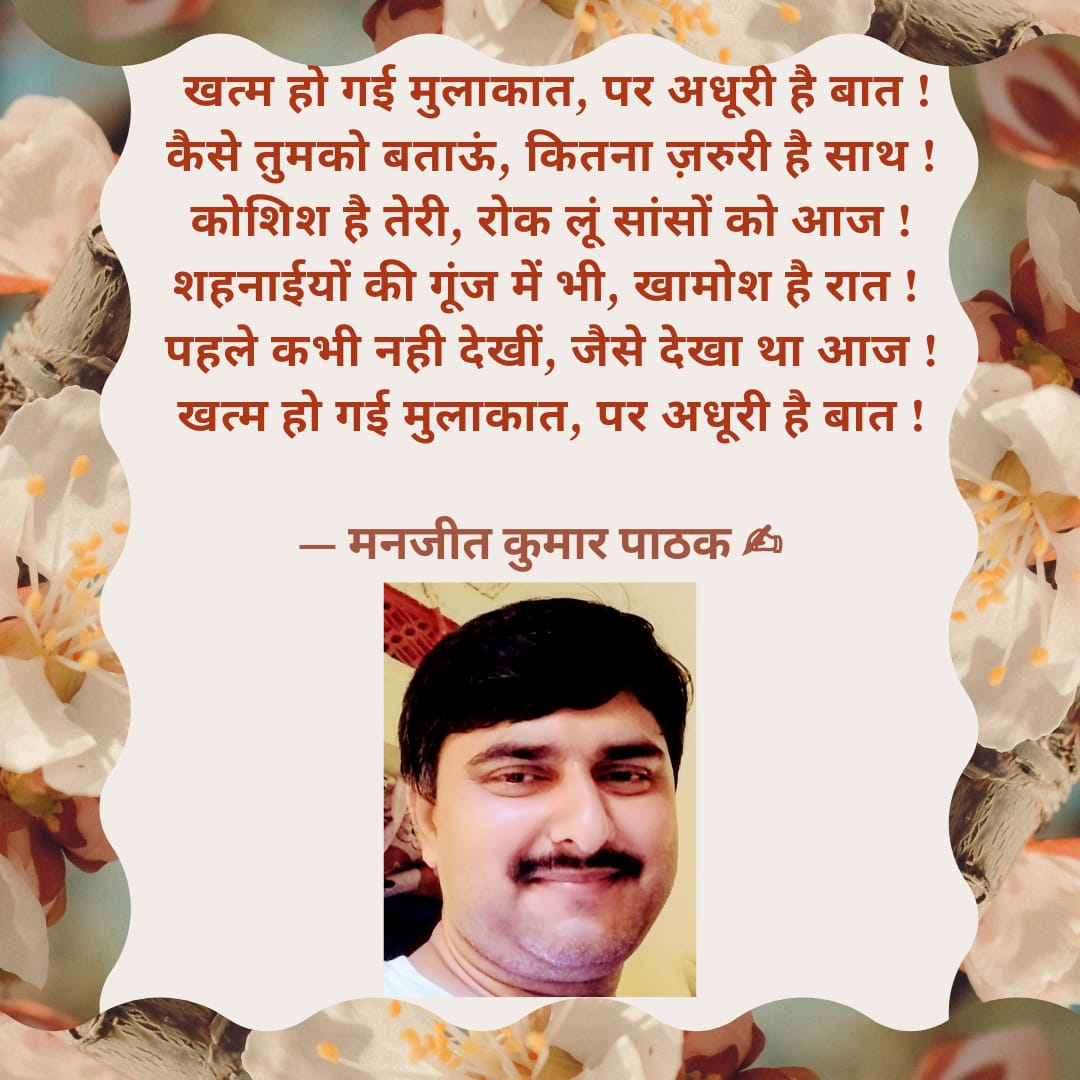 खत्म हो गई मुलाकात, पर अधूरी है बात !
कैसे तुमको बताऊं, कितना ज़रुरी है साथ !
कोशिश है तेरी, रोक लूं सांसों को आज !
शहनाईयों की गूंज में भी, खामोश है रात !
पहले कभी नही देखीं, जैसे देखा था आज !
खत्म हो गई मुलाकात, पर अधूरी है बात !
— मनजीत कुमार पाठक ✍